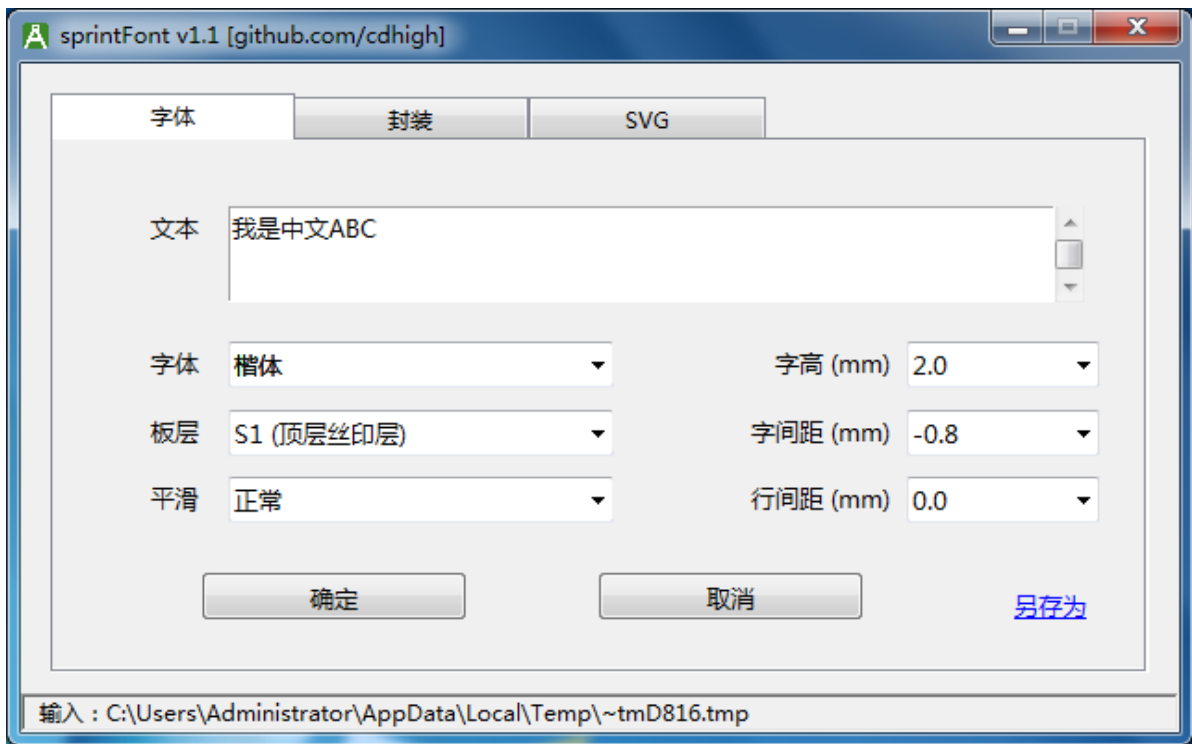 sprintFont v1.1 [github.com/cdhigh]
字体 封装 SVG
文本 我是中文ABC
字体 楷体 字高 (mm) 2.0
板层 S1 (顶层丝印层) 字间距 (mm) -0.8
平滑 正常 行间距 (mm) 0.0
确定 取消 另存为
输入：C:\Users\Administrator\AppData\Local\Temp\~tmD816.tmp